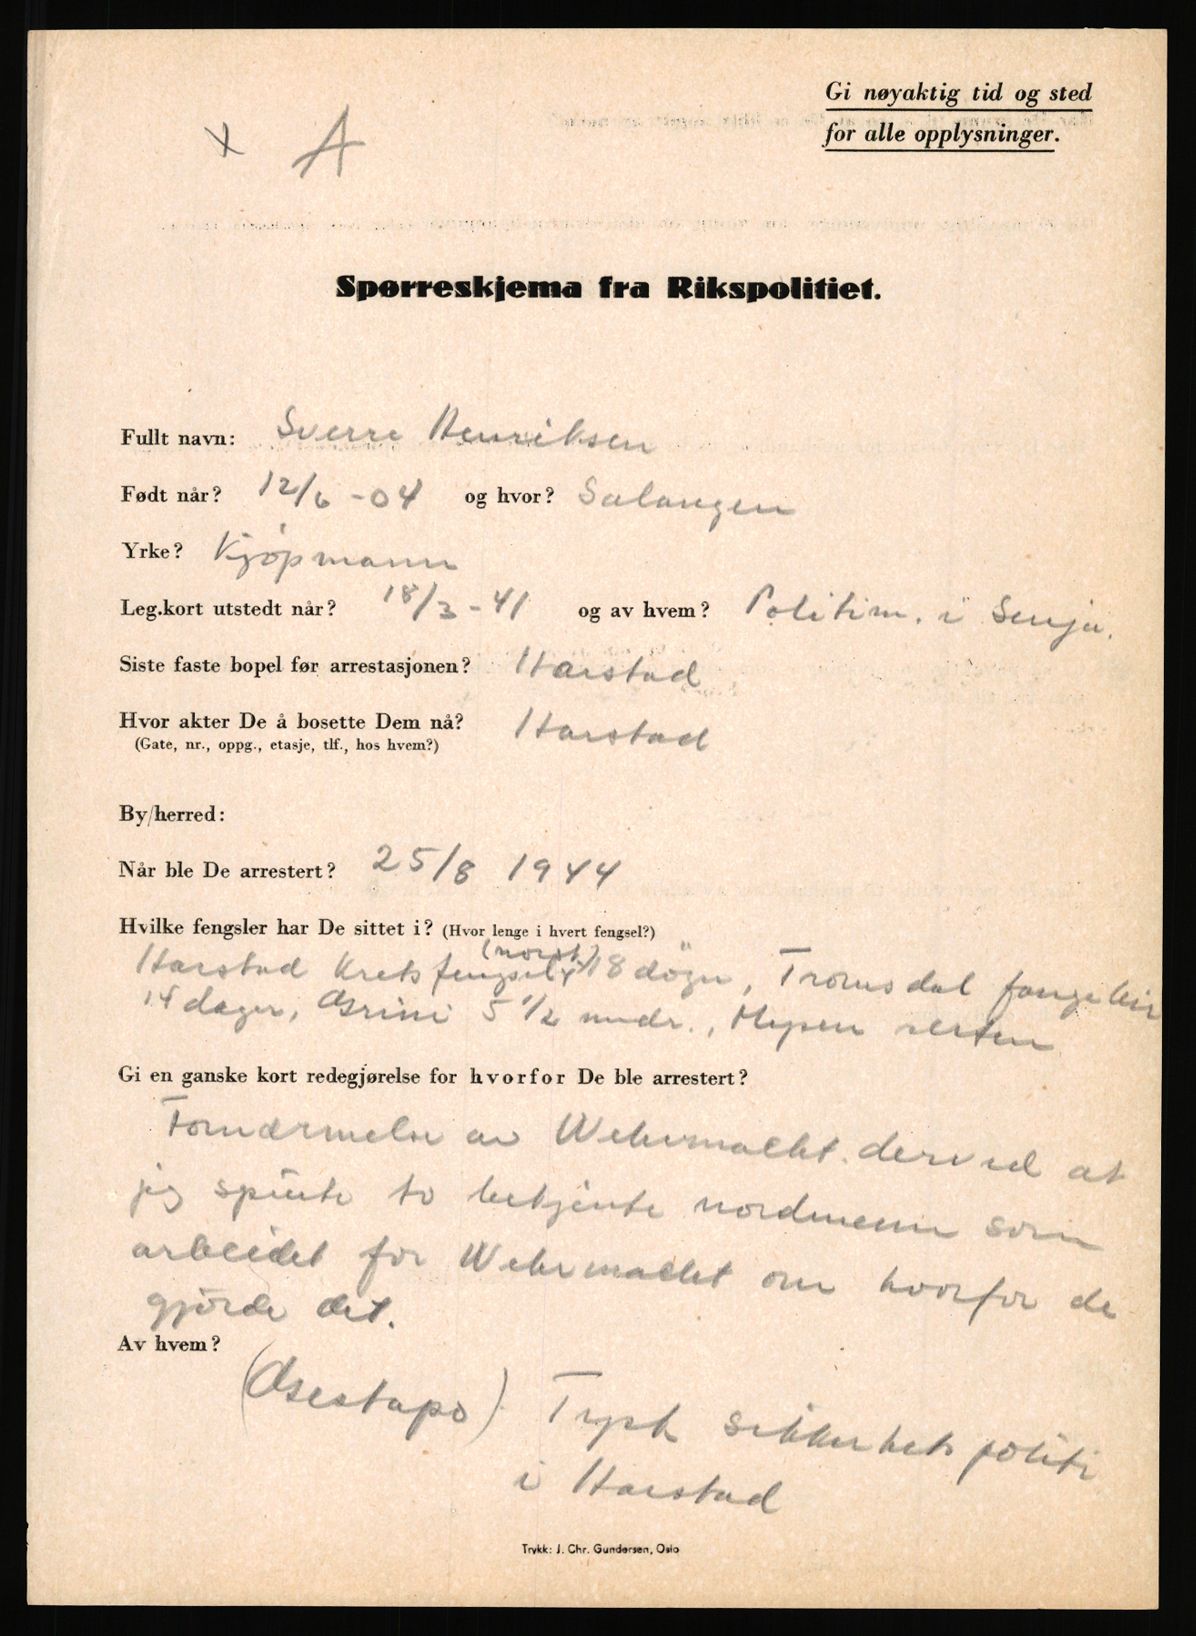 Gi nøyaktig tid og sted
for alle opplysninger.
x A
Spørreskjema fra Rikspolitiet.
Fullt navn: Sverre Henriksen
Født når? 12/6 - 04 og hvor? Salangen
Yrke? Kjøpmann
Leg.kort utstedt når? 18/3 - 41 og av hvem? Politim. i Senja.
Siste faste bopel før arrestasjonen? Harstad
Hvor akter De å bosette Dem nå? Harstad
(Gate, nr., oppg., etasje, tlf., hos hvem?)
By/herred:
Når ble De arrestert? 25/8 1944
Hvilke fengsler har De sittet i? (Hvor lenge i hvert fengsel?)
(norsk)
Harstad Kretsfengsel 18 døgn, Tromsdal fangeleir
14 dager, Grini 5 1/2 mndr., Mysen resten
Gi en ganske kort redegjørelse for hvorfor De ble arrestert?
Fornærmelse av Wehrmacht. derved at
jeg spurte to bekjente nordmenn som
arbeidet for Wehrmacht om hvorfor de
gjörde det.
Av hvem?
(Gestapo) Tysk sikkerhetspoliti
i Harstad
Trykk: J. Chr. Gundersen, Oslo